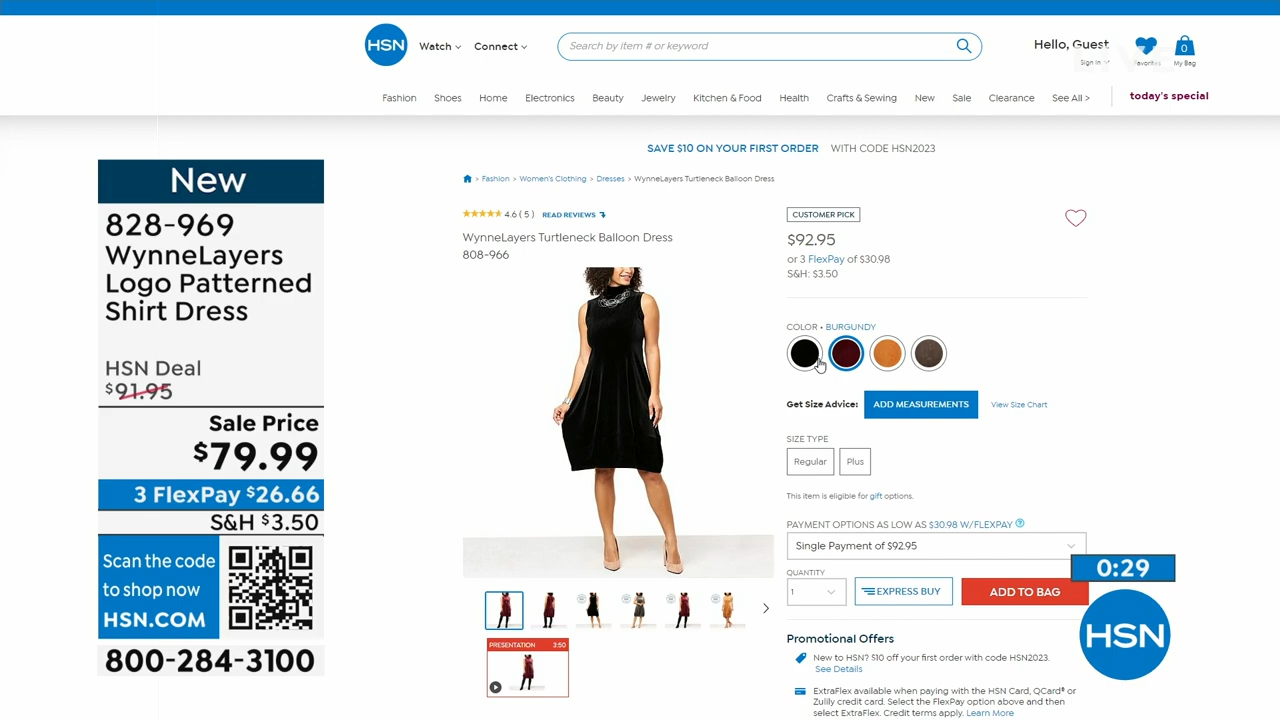 HSN
Watch
Connect
Search by item # or keyword
Hello, Guest
Sign In
Favorites
0
My Bag
Fashion
Shoes
Home
Electronics
Beauty
Jewelry
Kitchen & Food
Health
Crafts & Sewing
New
Sale
Clearance
See All >
today's special
SAVE $10 ON YOUR FIRST ORDER WITH CODE HSN2023
> Fashion > Women's Clothing > Dresses > WynneLayers Turtleneck Balloon Dress
New
828-969
WynneLayers
Logo Patterned
Shirt Dress
HSN Deal
$91.95
Sale Price
$79.99
3 FlexPay $26.66
S&H $3.50
Scan the code
to shop now
HSN.COM
800-284-3100
4.6 ( 5 ) READ REVIEWS
WynneLayers Turtleneck Balloon Dress
808-966
PRESENTATION 3:50
CUSTOMER PICK
$92.95
or 3 FlexPay of $30.98
S&H: $3.50
COLOR • BURGUNDY
Get Size Advice: ADD MEASUREMENTS View Size Chart
SIZE TYPE
Regular Plus
This item is eligible for gift options.
PAYMENT OPTIONS AS LOW AS $30.98 W/FLEXPAY ?
Single Payment of $92.95
QUANTITY
1
EXPRESS BUY
ADD TO BAG
0:29
HSN
Promotional Offers
New to HSN? $10 off your first order with code HSN2023.
See Details
ExtraFlex available when paying with the HSN Card, QCard® or
Zulily credit card. Select the FlexPay option above and then
select ExtraFlex. Credit terms apply. Learn More